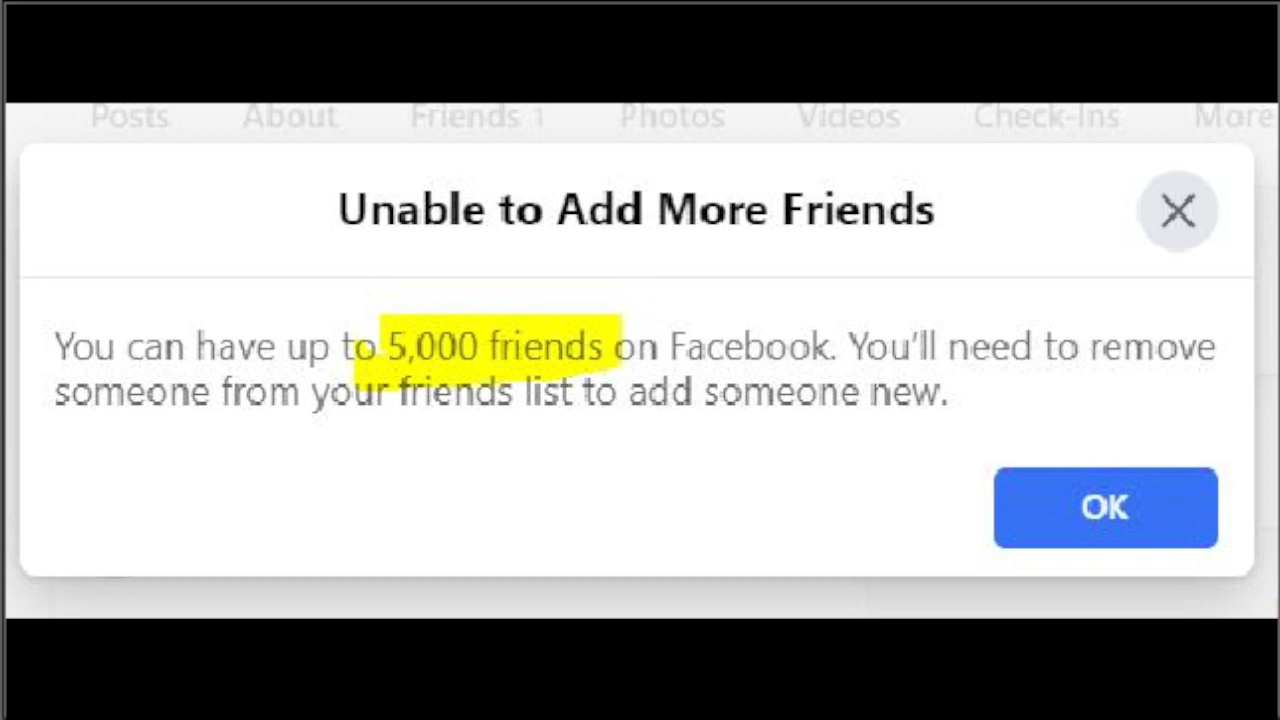 Posts About Friends 1 Photos Videos Check-Ins More
Unable to Add More Friends
You can have up to 5,000 friends on Facebook. You'll need to remove
someone from your friends list to add someone new.
OK